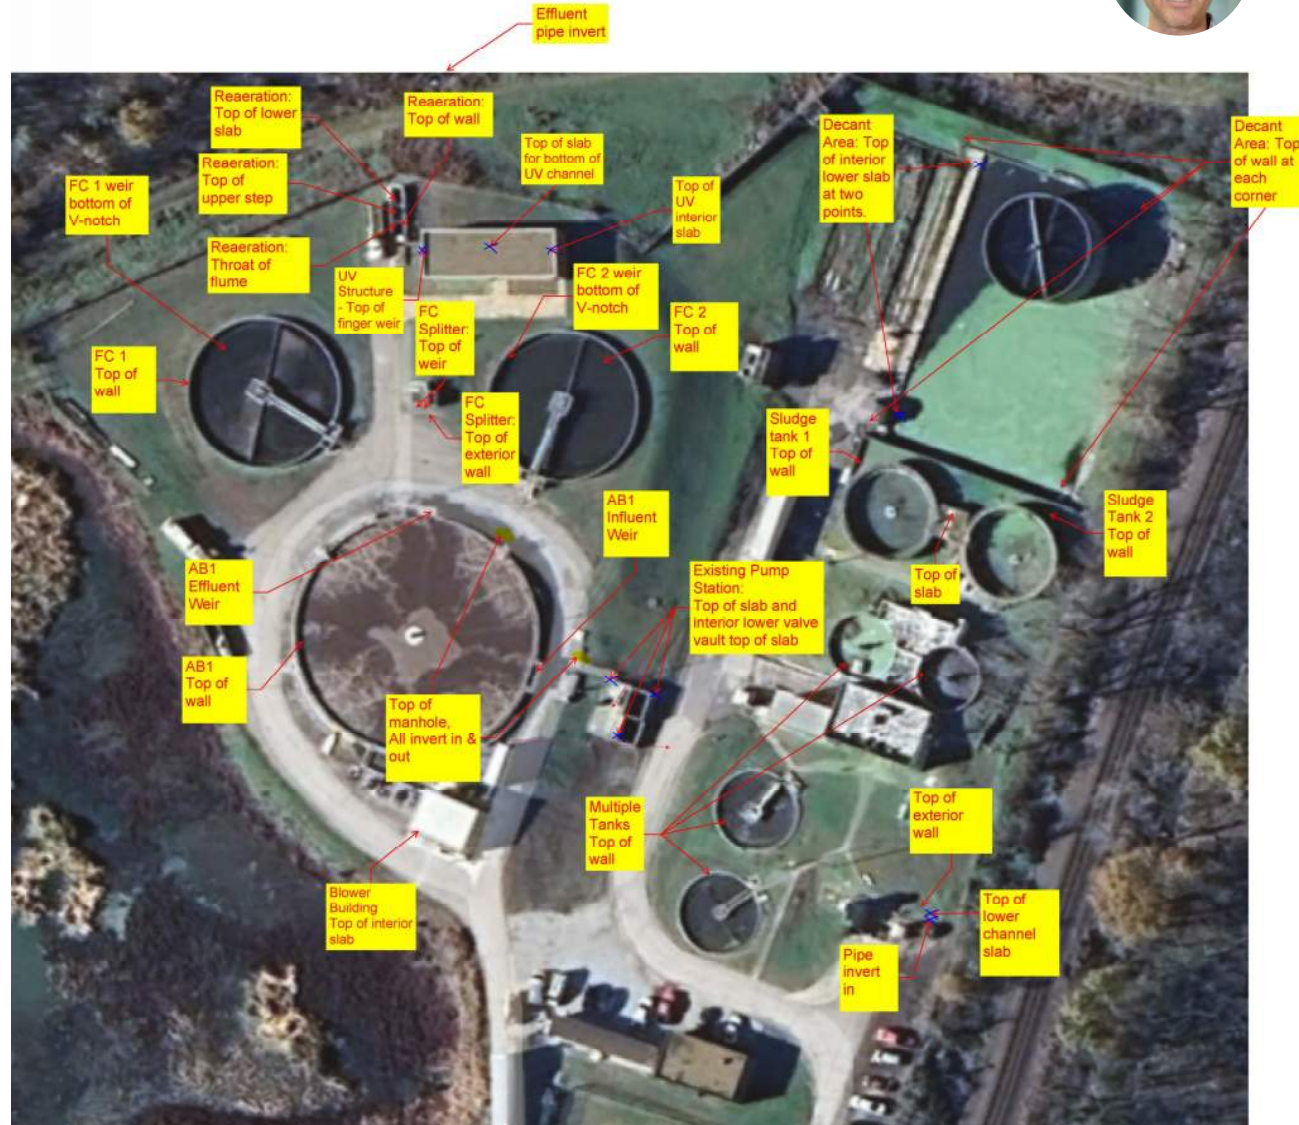 Effluent
pipe invert
Reaeration:
Top of lower
slab
Reaeration:
Top of wall
Top of slab
for bottom of
UV channel
Decant
Area: Top
of interior
lower slab
at two
points.
Decant
Area: Top
of wall at
each
corner
Reaeration:
Top of
upper step
FC 1 weir
bottom of
V-notch
Top of
UV
interior
slab
Reaeration:
Throat of
flume
UV
Structure
- Top of
finger weir
FC 2 weir
bottom of
V-notch
FC
Splitter:
Top of
weir
FC 2
Top of
wall
FC 1
Top of
wall
FC
Splitter:
Top of
exterior
wall
Sludge
tank 1
Top of
wall
AB1
Influent
Weir
Sludge
Tank 2
Top of
wall
AB1
Effluent
Weir
Existing Pump
Station:
Top of slab and
interior lower valve
vault top of slab
Top of
slab
AB1
Top of
wall
Top of
manhole,
All invert in &
out
Multiple
Tanks
Top of
wall
Top of
exterior
wall
Blower
Building
Top of interior
slab
Top of
lower
channel
slab
Pipe
invert
in